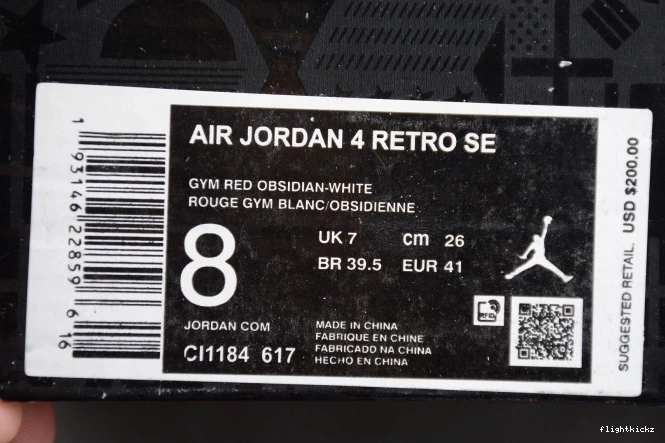 AIR JORDAN 4 RETRO SE
GYM RED OBSIDIAN-WHITE
ROUGE GYM BLANC/OBSIDIENNE
8
UK 7 cm 26
BR 39.5 EUR 41
JORDAN COM
CI1184 617
MADE IN CHINA
FABRIQUE EN CHINE
FABRICADO NA CHINA
HECHO EN CHINA
RFID
1 93146 22859 6 16
SUGGESTED RETAIL. USD $200.00
flightkickz